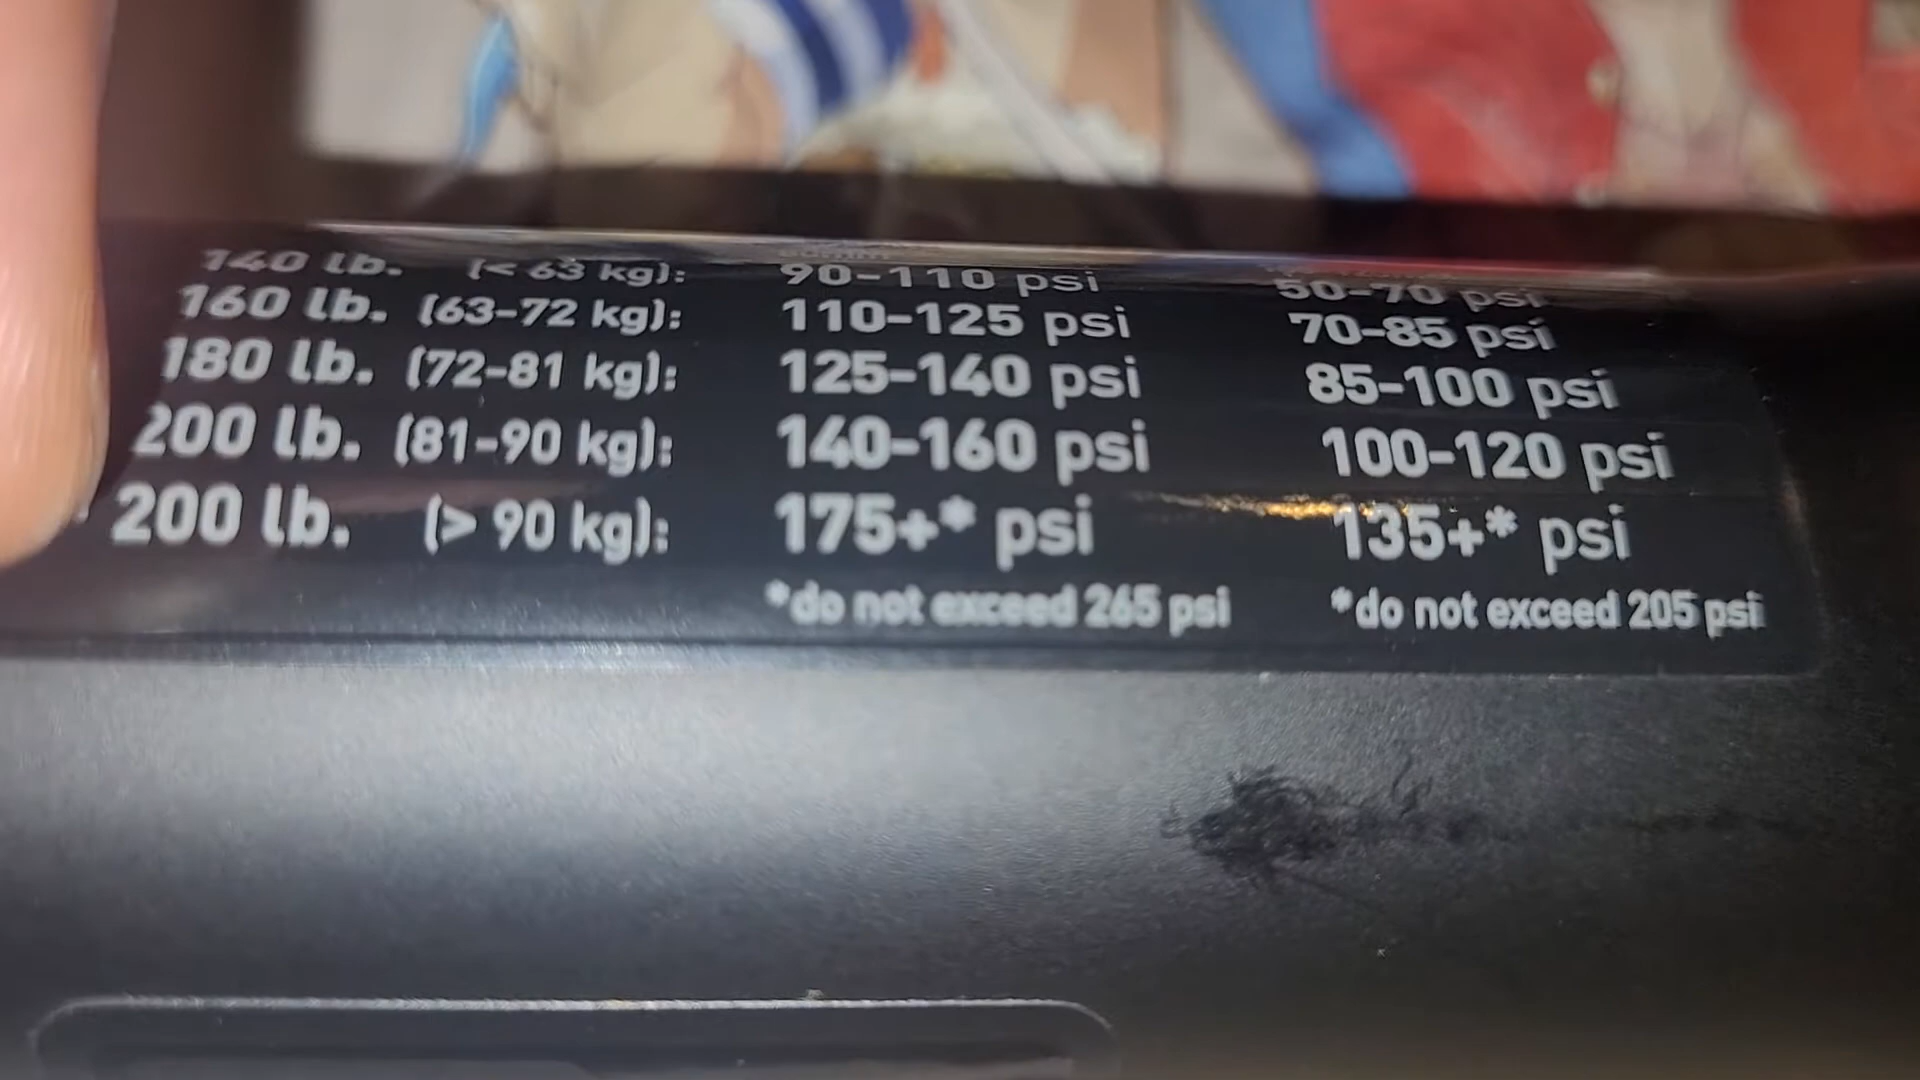 140 lb. (< 63 kg): 90-110 psi 50-70 psi
160 lb. (63-72 kg): 110-125 psi 70-85 psi
180 lb. (72-81 kg): 125-140 psi 85-100 psi
200 lb. (81-90 kg): 140-160 psi 100-120 psi
200 lb. (> 90 kg): 175+* psi 135+* psi
*do not exceed 265 psi *do not exceed 205 psi